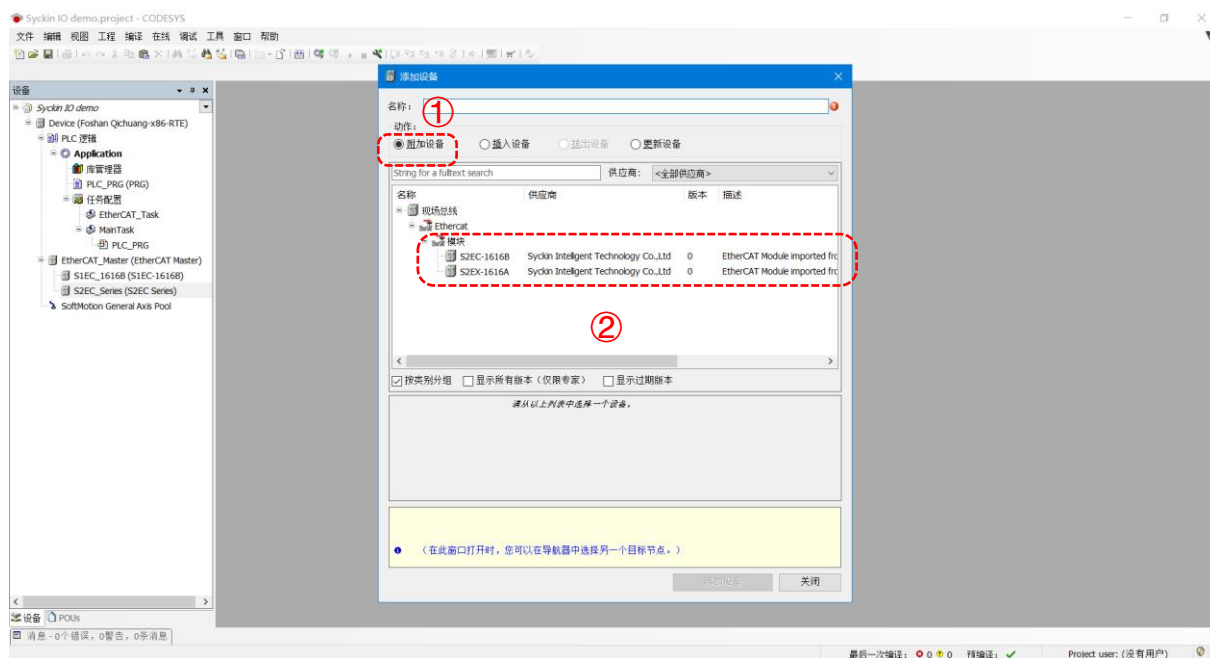 Syckin IO demo.project - CODESYS
文件 编辑 视图 工程 编译 在线 调试 工具 窗口 帮助
设备
Syckin IO demo
Device (Foshan Qichuang-x86-RTE)
PLC 逻辑
Application
库管理器
PLC_PRG (PRG)
任务配置
EtherCAT_Task
MainTask
PLC_PRG
EtherCAT_Master (EtherCAT Master)
S1EC_1616B (S1EC-1616B)
S2EC_Series (S2EC Series)
SoftMotion General Axis Pool
设备 POUs
添加设备
名称：
①
动作：
附加设备 插入设备 拔出设备 更新设备
String for a fulltext search 供应商： <全部供应商>
名称 供应商 版本 描述
现场总线
Ethercat
模块
S2EC-1616B Syckin Intelligent Technology Co.,Ltd 0 EtherCAT Module imported fro
S2EX-1616A Syckin Intelligent Technology Co.,Ltd 0 EtherCAT Module imported fro
②
按类别分组 显示所有版本（仅限专家） 显示过期版本
请从以上列表中选择一个设备。
（在此窗口打开时，您可以在导航器中选择另一个目标节点。）
添加设备 关闭
消息 - 0个错误，0警告，0条消息
最后一次编译： 0 0 预编译： Project user: (没有用户)